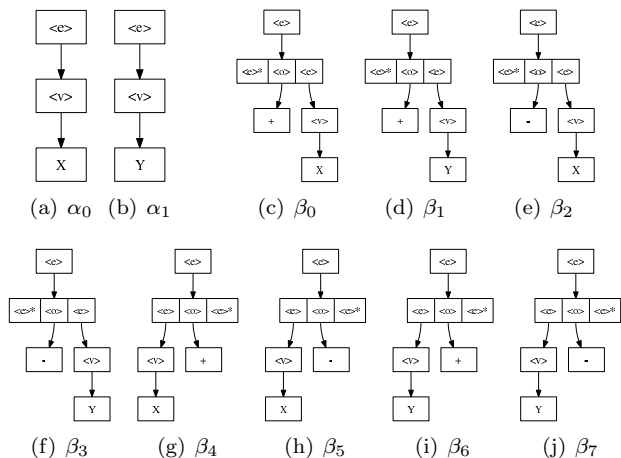 <e> <e> <e> <e> <e>
<e>* <o> <e> <e>* <o> <e> <e>* <o> <e>
<v> <v>
+ <v> + <v> - <v>
X Y X Y X
(a) α₀ (b) α₁ (c) β₀ (d) β₁ (e) β₂
<e> <e> <e> <e> <e>
<e>* <o> <e> <e> <o> <e>* <e> <o> <e>* <e> <o> <e>* <e> <o> <e>*
- <v> <v> + <v> - <v> + <v> -
Y X X Y Y
(f) β₃ (g) β₄ (h) β₅ (i) β₆ (j) β₇